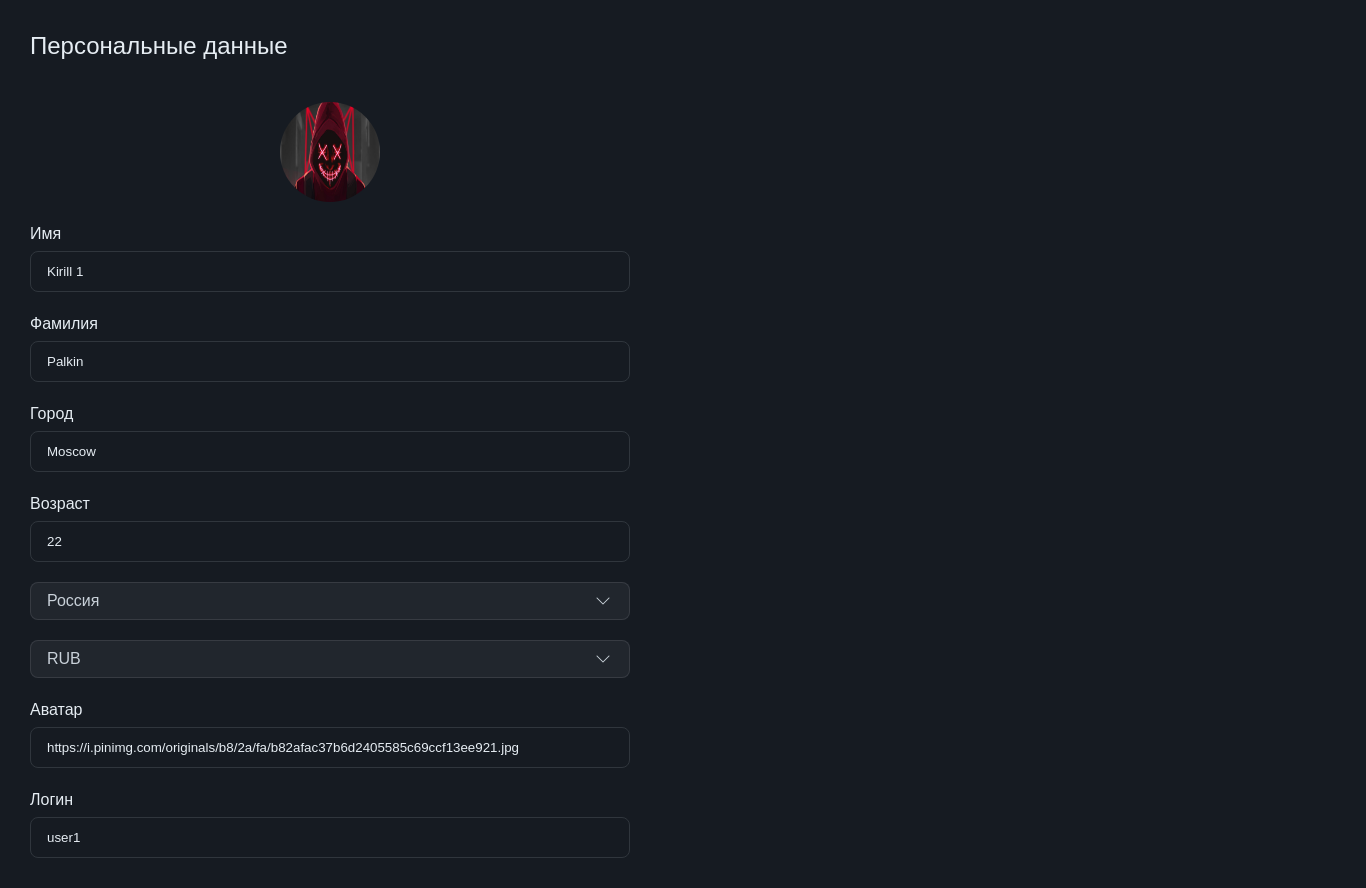 Персональные данные
Имя
Kirill 1
Фамилия
Palkin
Город
Moscow
Возраст
22
Россия
RUB
Аватар
https://i.pinimg.com/originals/b8/2a/fa/b82afac37b6d2405585c69ccf13ee921.jpg
Логин
user1